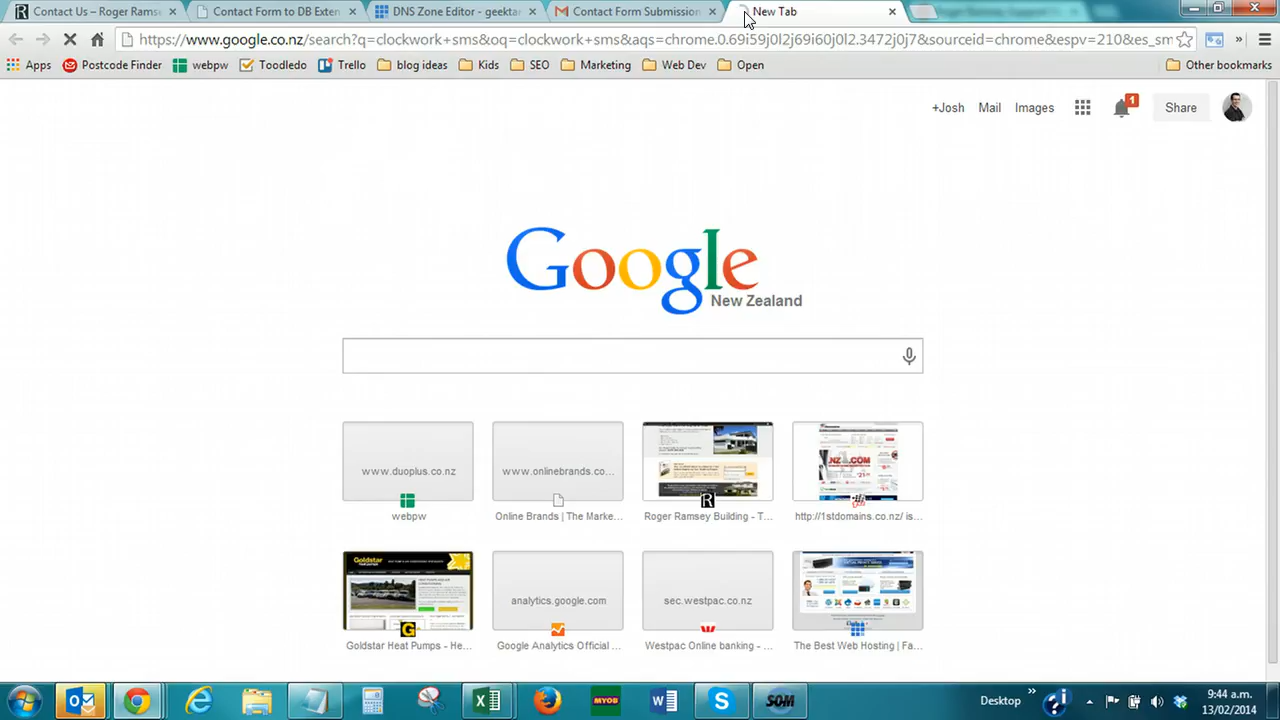 Contact Us – Roger Ramse
Contact Form to DB Exten
DNS Zone Editor - geektar
Contact Form Submission
New Tab
https://www.google.co.nz/search?q=clockwork+sms&oq=clockwork+sms&aqs=chrome.0.69i59j0l2j69i60j0l2.3472j0j7&sourceid=chrome&espv=210&es_sm
Apps Postcode Finder webpw Toodledo Trello blog ideas Kids SEO Marketing Web Dev Open Other bookmarks
+Josh Mail Images 1 Share
Google
New Zealand
www.duoplus.co.nz www.onlinebrands.co...
webpw Online Brands | The Marke... Roger Ramsey Building - T... http://1stdomains.co.nz/ is...
Goldstar
analytics.google.com sec.westpac.co.nz
Goldstar Heat Pumps - He... Google Analytics Official ... Westpac Online banking - ... The Best Web Hosting | Fa...
MYOB SOM Desktop 9:44 a.m.
13/02/2014